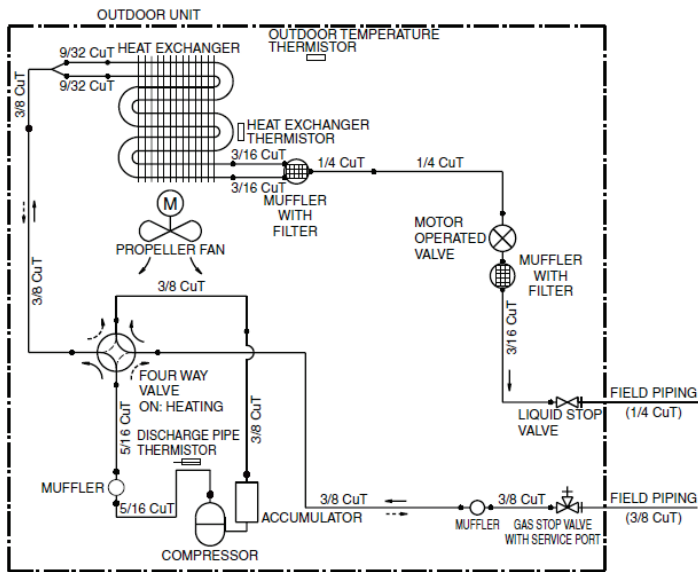 OUTDOOR UNIT
HEAT EXCHANGER
OUTDOOR TEMPERATURE
THERMISTOR
9/32 CuT
9/32 CuT
3/8 CuT
HEAT EXCHANGER
THERMISTOR
3/16 CuT
3/16 CuT
1/4 CuT
1/4 CuT
MUFFLER
WITH
FILTER
M
PROPELLER FAN
MOTOR
OPERATED
VALVE
MUFFLER
WITH
FILTER
3/8 CuT
3/8 CuT
3/16 CuT
FOUR WAY
VALVE
ON: HEATING
5/16 CuT
3/8 CuT
LIQUID STOP
VALVE
FIELD PIPING
(1/4 CuT)
DISCHARGE PIPE
THERMISTOR
MUFFLER
5/16 CuT
COMPRESSOR
ACCUMULATOR
3/8 CuT
MUFFLER
3/8 CuT
GAS STOP VALVE
WITH SERVICE PORT
FIELD PIPING
(3/8 CuT)